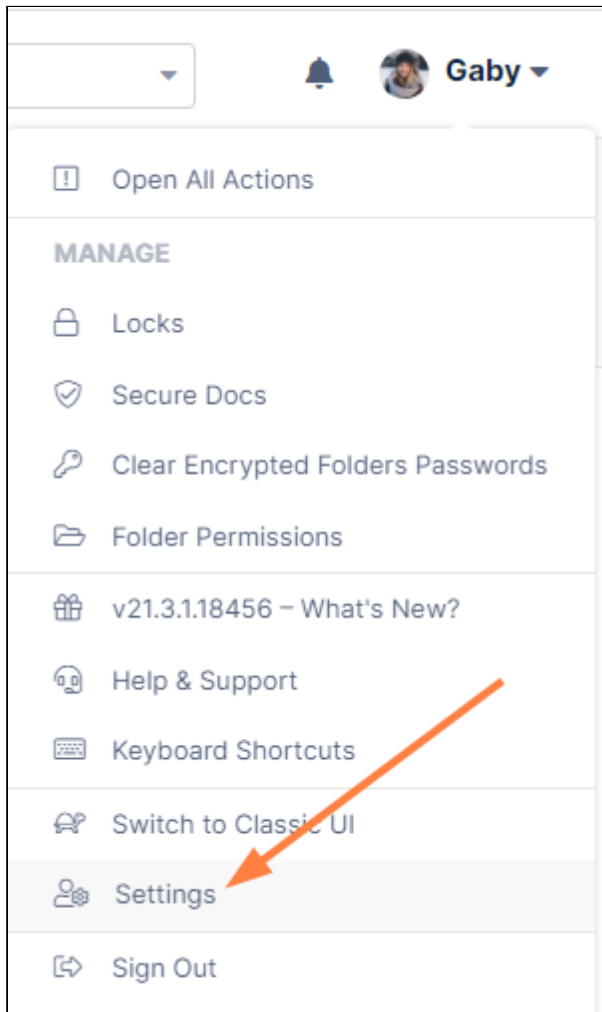 Gaby
Open All Actions
MANAGE
Locks
Secure Docs
Clear Encrypted Folders Passwords
Folder Permissions
v21.3.1.18456 – What's New?
Help & Support
Keyboard Shortcuts
Switch to Classic UI
Settings
Sign Out